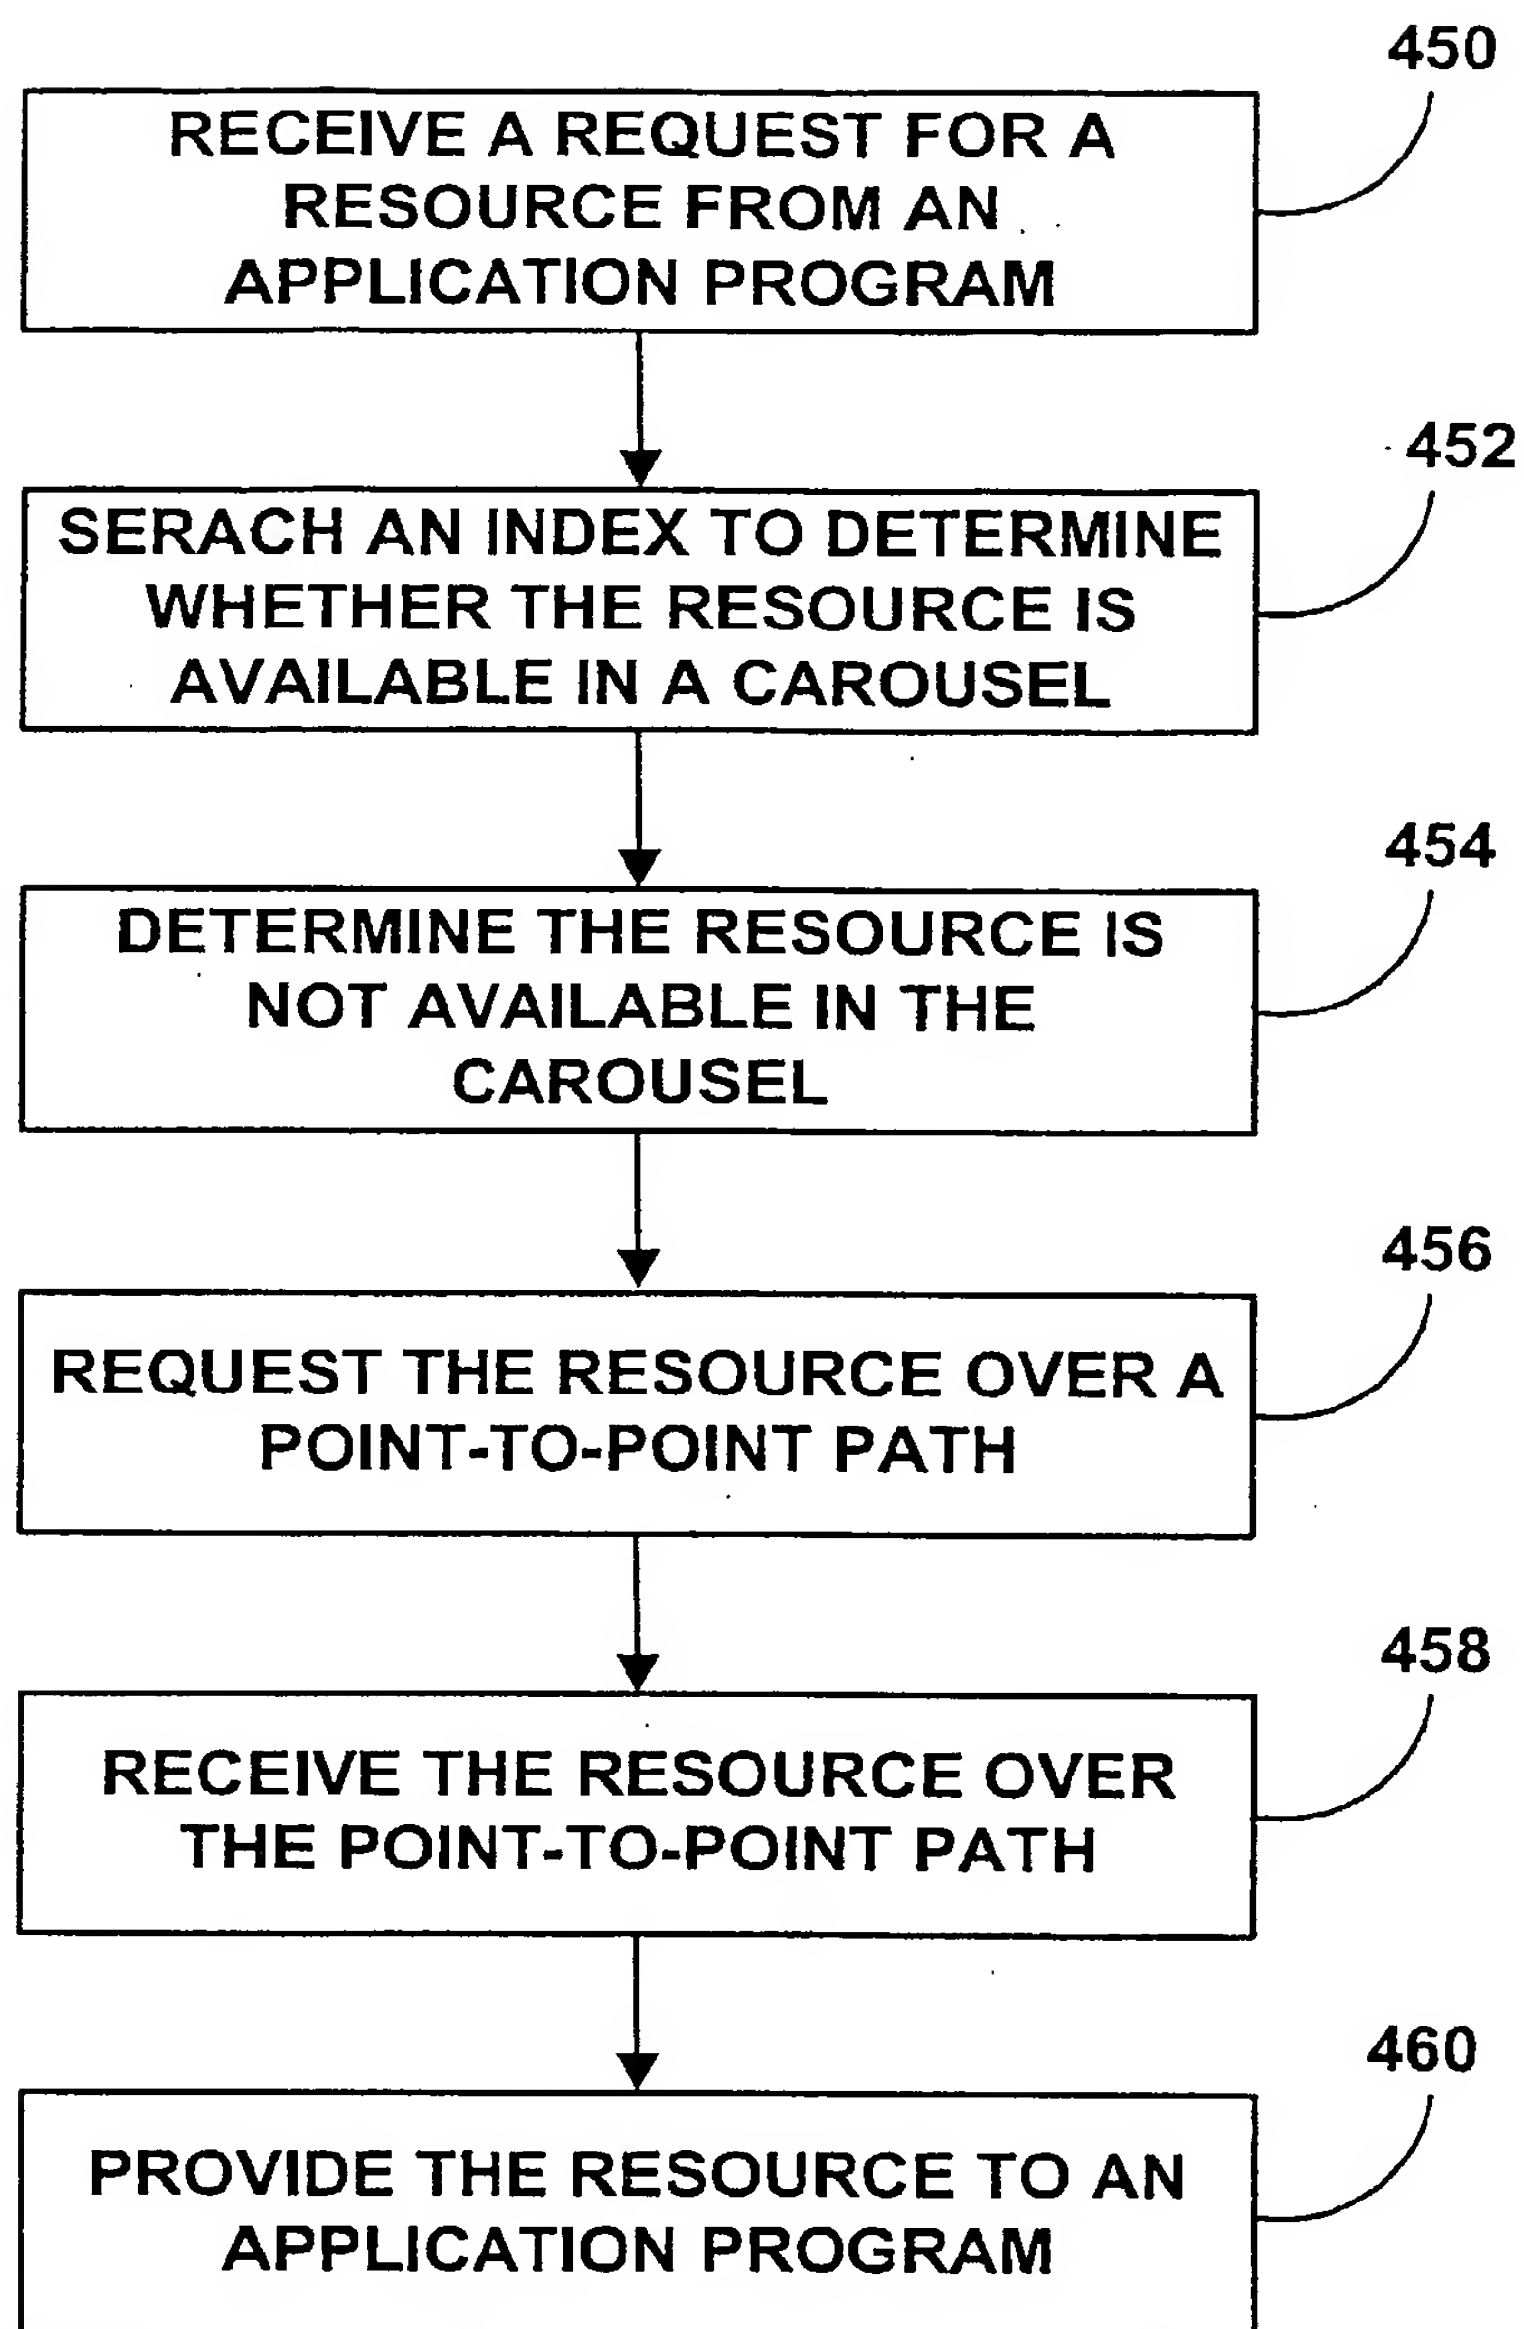 450
RECEIVE A REQUEST FOR A
RESOURCE FROM AN
APPLICATION PROGRAM
452
SERACH AN INDEX TO DETERMINE
WHETHER THE RESOURCE IS
AVAILABLE IN A CAROUSEL
454
DETERMINE THE RESOURCE IS
NOT AVAILABLE IN THE
CAROUSEL
456
REQUEST THE RESOURCE OVER A
POINT-TO-POINT PATH
458
RECEIVE THE RESOURCE OVER
THE POINT-TO-POINT PATH
460
PROVIDE THE RESOURCE TO AN
APPLICATION PROGRAM